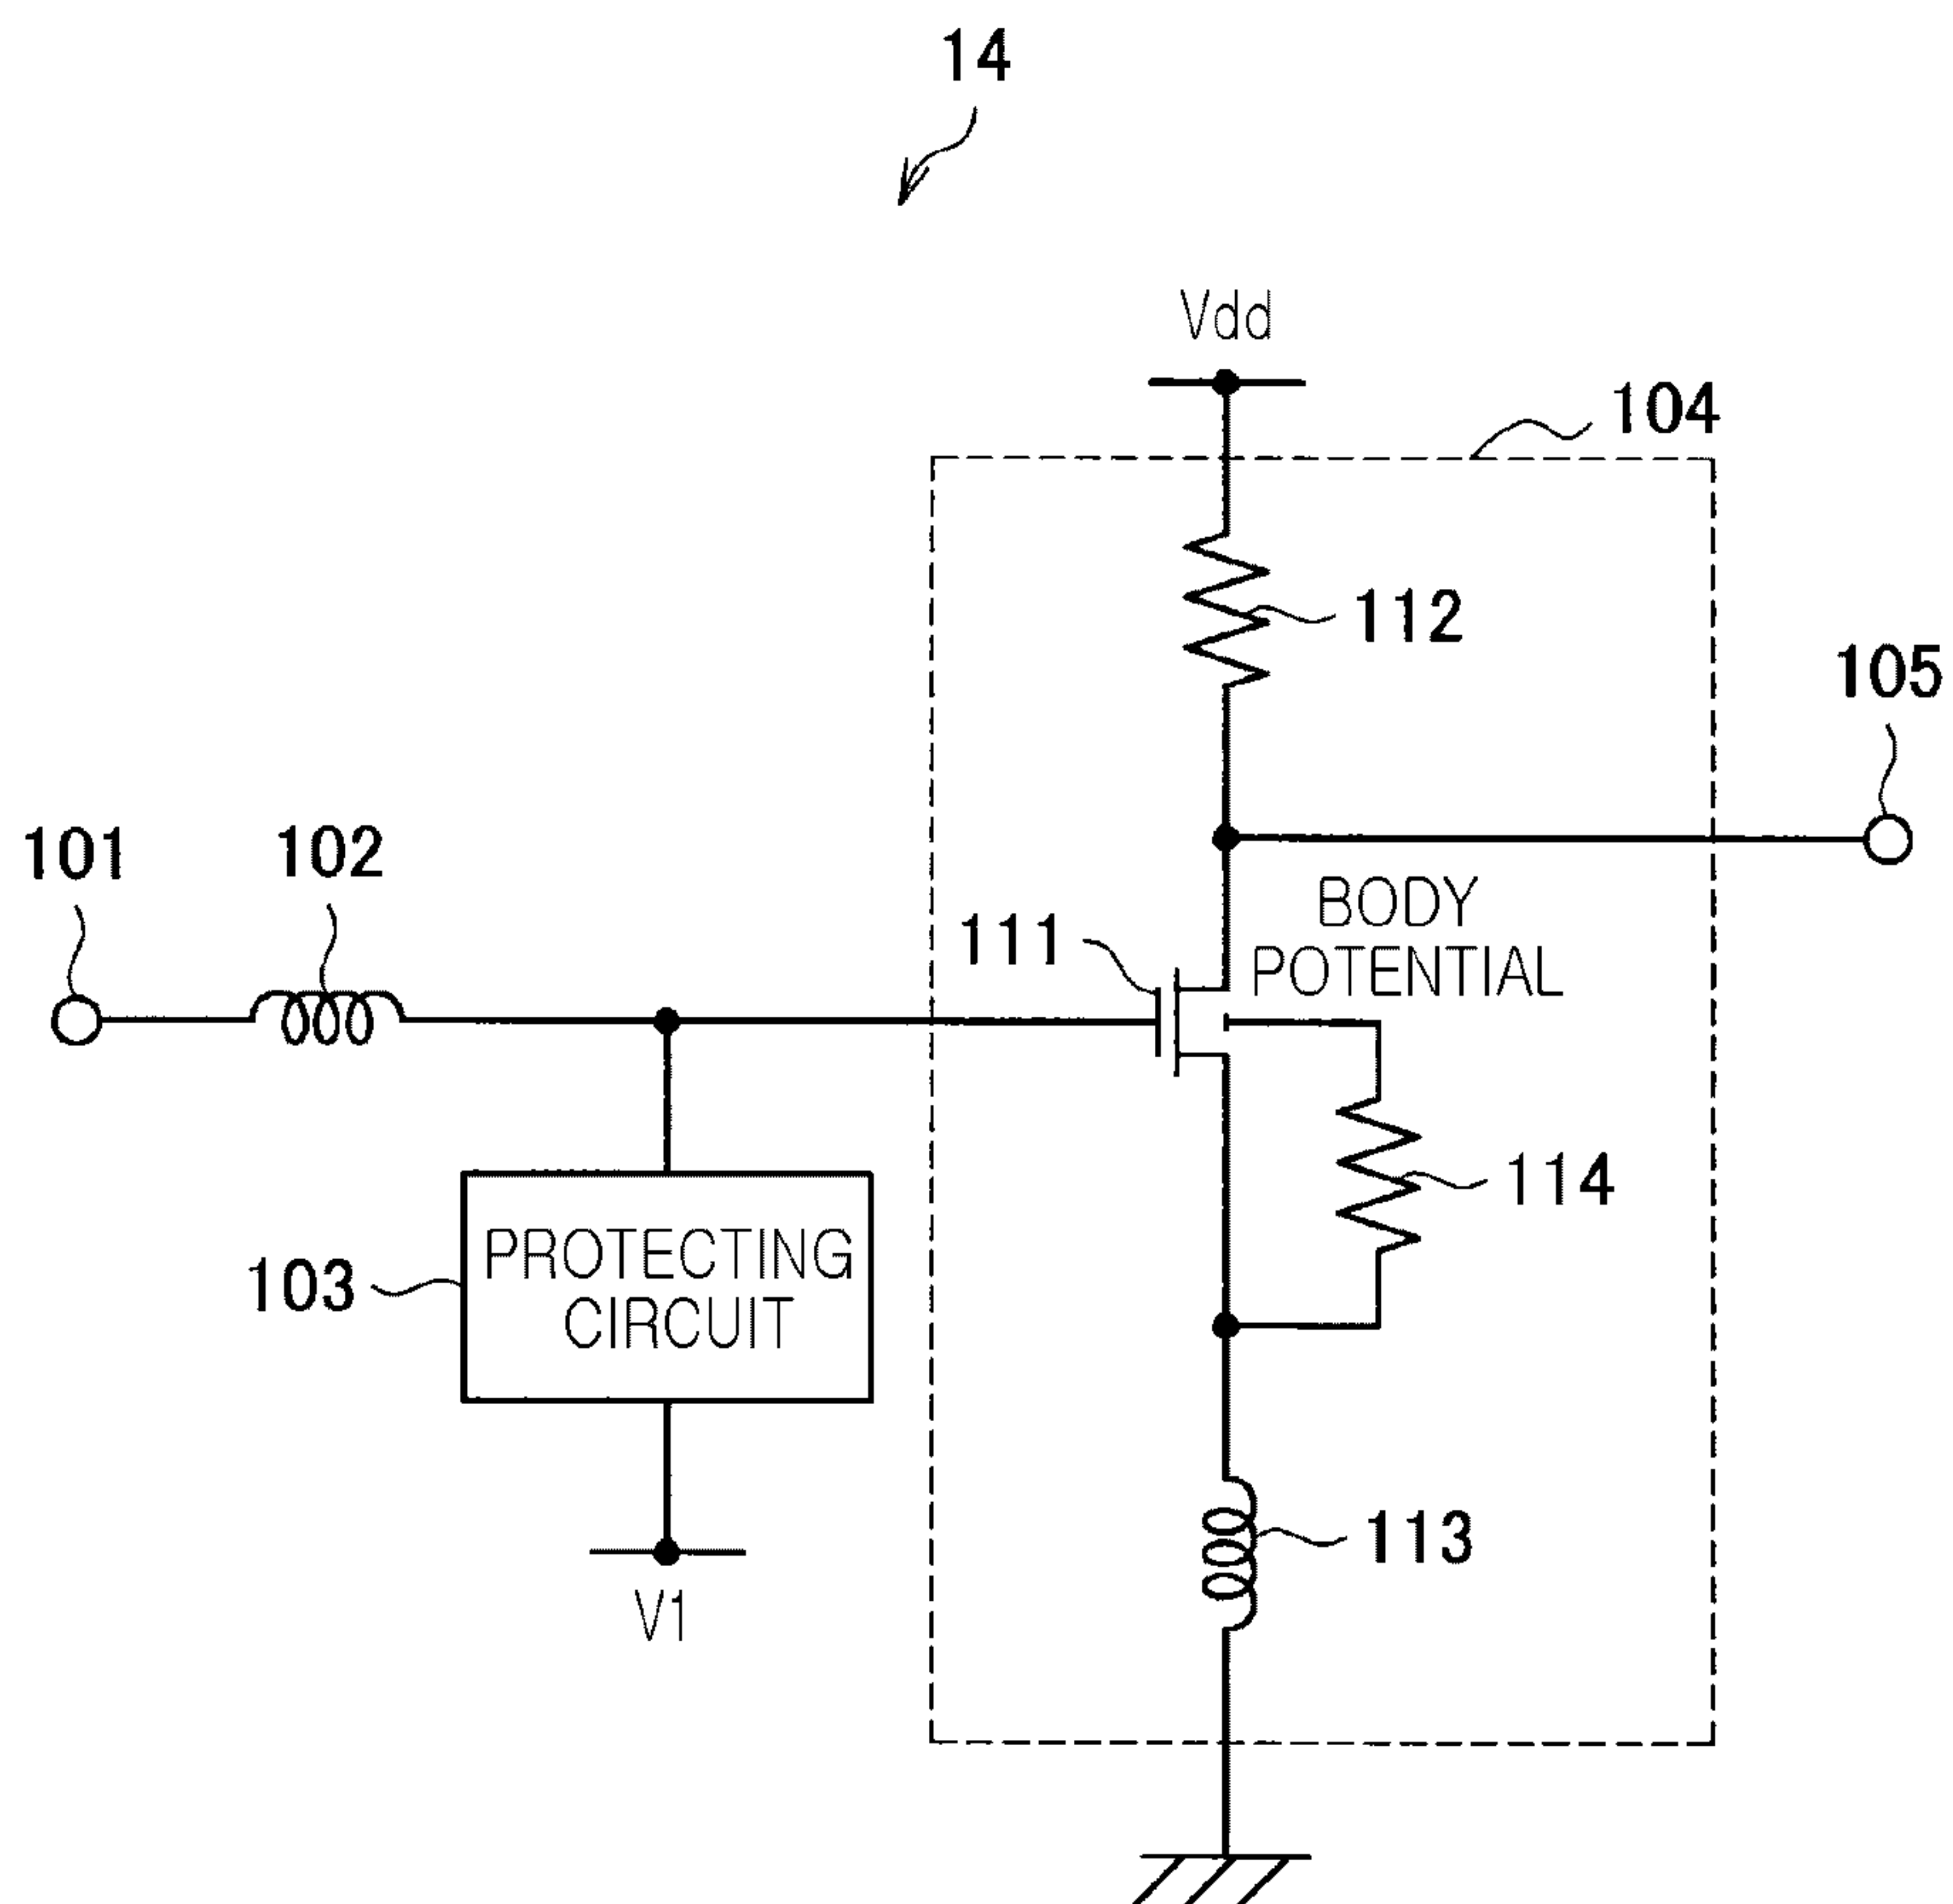 14
Vdd
104
112
105
101
102
BODY
POTENTIAL
111
114
PROTECTING
CIRCUIT
103
113
V1